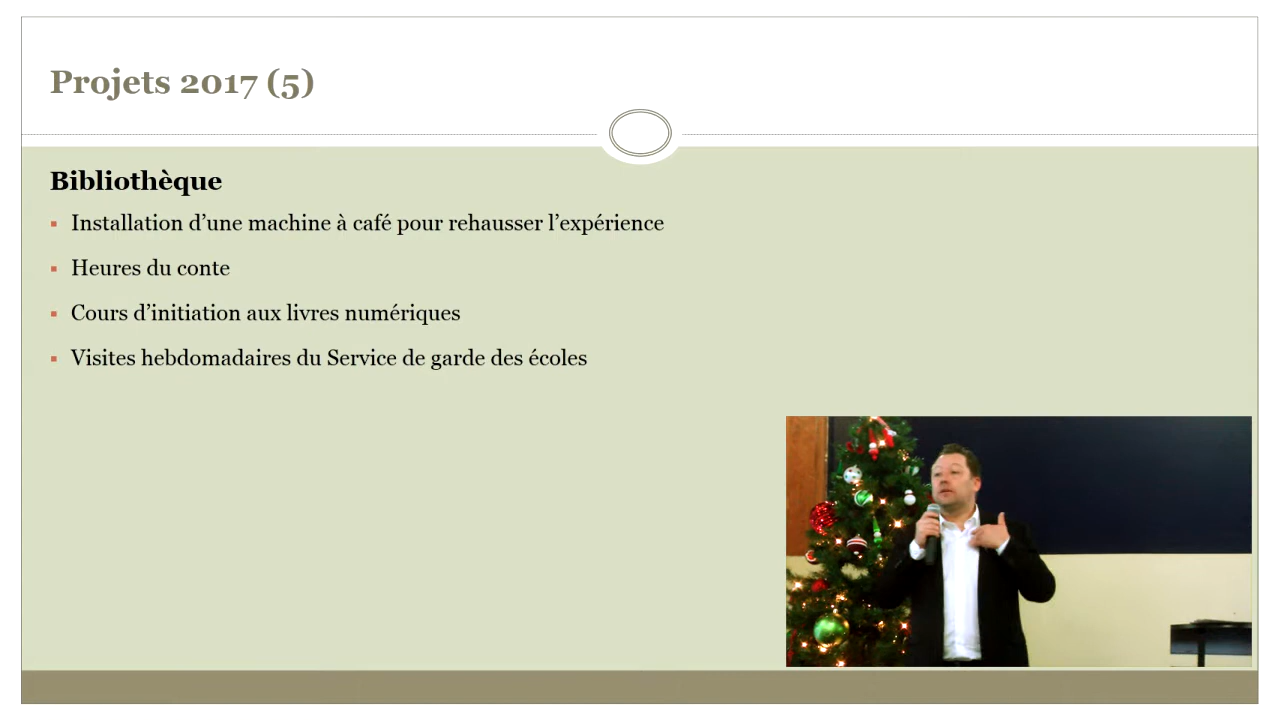 Projets 2017 (5)
Bibliothèque
Installation d’une machine à café pour rehausser l’expérience
Heures du conte
Cours d’initiation aux livres numériques
Visites hebdomadaires du Service de garde des écoles